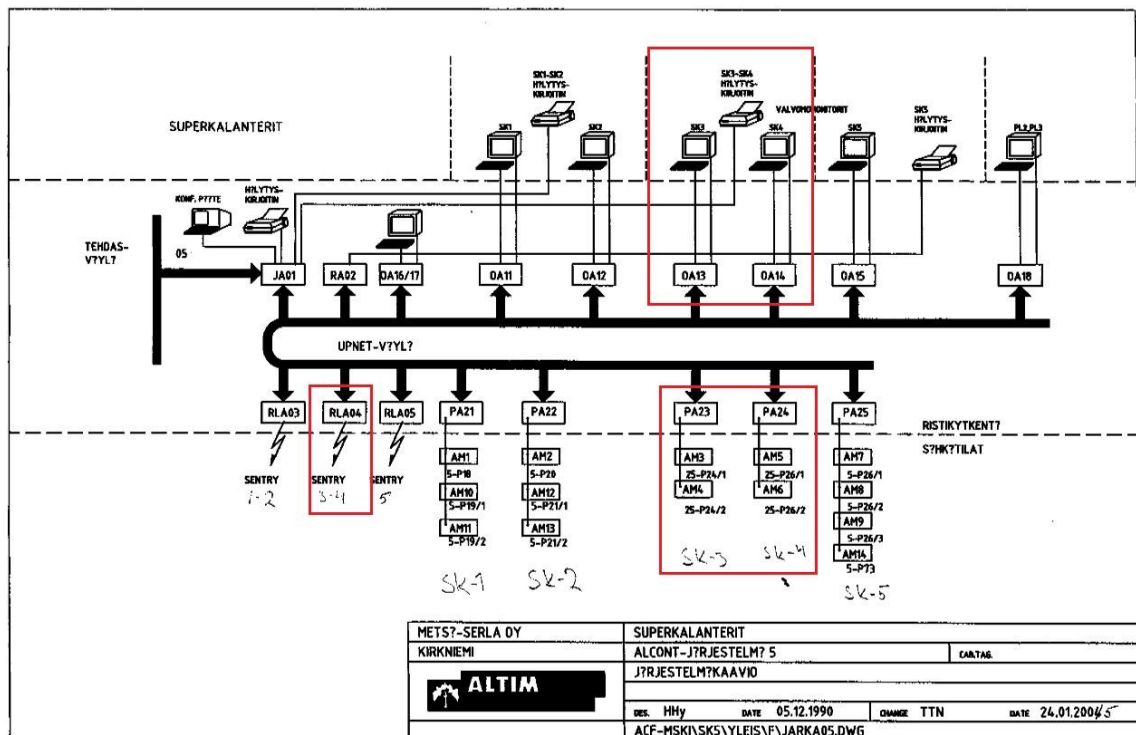 SK1-SK2
H?LYTYS-
KIRJOITIN
SK3-SK4
H?LYTYS-
KIRJOITIN
VALVOMOMONITORIT
SK5
H?LYTYS-
KIRJOITIN
SUPERKALANTERIT
SK1
SK2
SK3
SK4
SK5
PL2,PL3
KONF. P??TE
H?LYTYS-
KIRJOITIN
TEHDAS-
V?YL?
05
JA01
RA02
OA16/17
OA11
OA12
OA13
OA14
OA15
OA18
UPNET-V?YL?
RLA03
RLA04
RLA05
PA21
PA22
PA23
PA24
PA25
RISTIKYTKENT?
S?HK?TILAT
SENTRY
1-2
SENTRY
3-4
SENTRY
5
AM1
5-P18
AM10
5-P19/1
AM11
5-P19/2
SK-1
AM2
5-P20
AM12
5-P21/1
AM13
5-P21/2
SK-2
AM3
25-P24/1
AM4
25-P24/2
SK-3
AM5
25-P26/1
AM6
25-P26/2
SK-4
AM7
5-P26/1
AM8
5-P26/2
AM9
5-P26/3
AM14
5-P73
SK-5
METS?-SERLA OY
KIRKNIEMI
ALTIM
SUPERKALANTERIT
ALCONT-J?RJESTELM? 5
J?RJESTELM?KAAVIO
DES. HHy DATE 05.12.1990 CHANGE TTN DATE 24.01.2004
5
ACF-MSKI\SK5\YLEIS\F\JARKA05.DWG